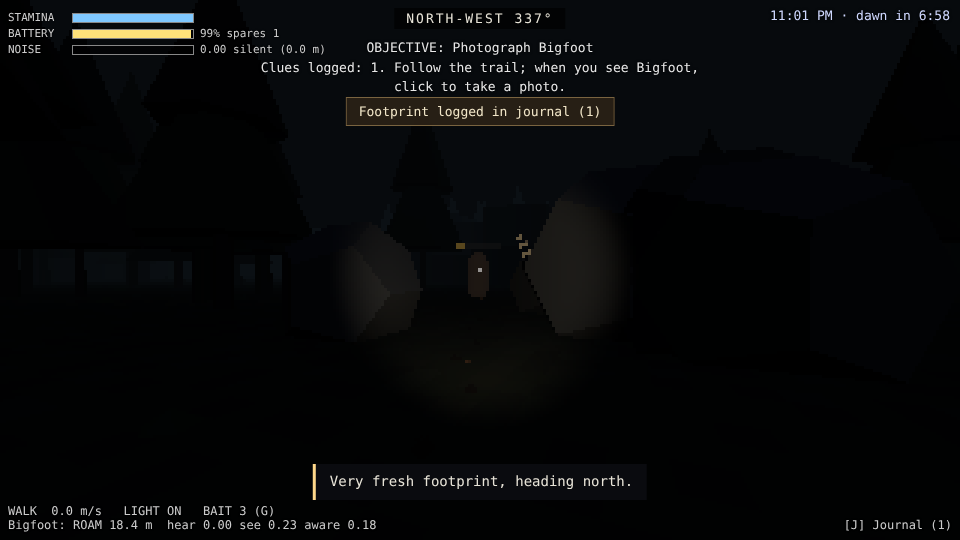 STAMINA
BATTERY 99% spares 1
NOISE 0.00 silent (0.0 m)
NORTH-WEST 337°
11:01 PM · dawn in 6:58
OBJECTIVE: Photograph Bigfoot
Clues logged: 1. Follow the trail; when you see Bigfoot,
click to take a photo.
Footprint logged in journal (1)
Very fresh footprint, heading north.
WALK 0.0 m/s LIGHT ON BAIT 3 (G)
Bigfoot: ROAM 18.4 m hear 0.00 see 0.23 aware 0.18
[J] Journal (1)